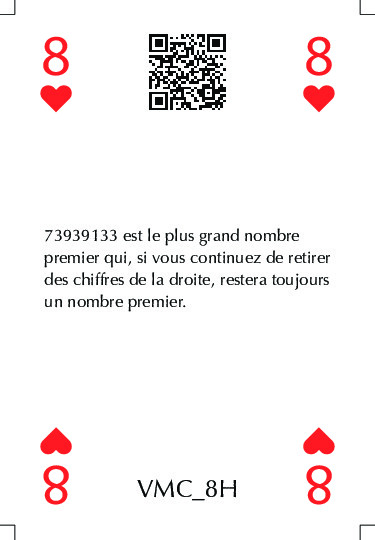 8 8
73939133 est le plus grand nombre
premier qui, si vous continuez de retirer
des chiffres de la droite, restera toujours
un nombre premier.
8 VMC_8H 8